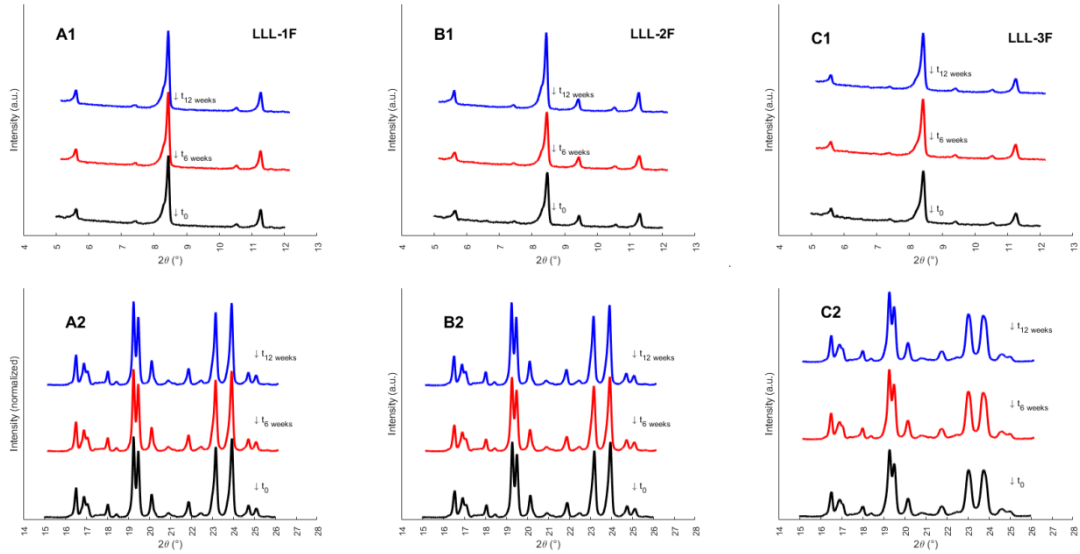 A1
LLL-1F
↓ t12 weeks
↓ t6 weeks
↓ t0
Intensity (a.u.)
4 5 6 7 8 9 10 11 12 13
2θ (°)
B1
LLL-2F
↓ t12 weeks
↓ t6 weeks
↓ t0
Intensity (a.u.)
4 5 6 7 8 9 10 11 12 13
2θ (°)
C1
LLL-3F
↓ t12 weeks
↓ t6 weeks
↓ t0
Intensity (a.u.)
4 5 6 7 8 9 10 11 12 13
2θ (°)
A2
↓ t12 weeks
↓ t6 weeks
↓ t0
Intensity (normalized)
15 16 17 18 19 20 21 22 23 24 25 26 27 28
2θ (°)
B2
↓ t12 weeks
↓ t6 weeks
↓ t0
Intensity (a.u.)
15 16 17 18 19 20 21 22 23 24 25 26 27 28
2θ (°)
C2
↓ t12 weeks
↓ t6 weeks
↓ t0
Intensity (a.u.)
15 16 17 18 19 20 21 22 23 24 25 26 27 28
2θ (°)